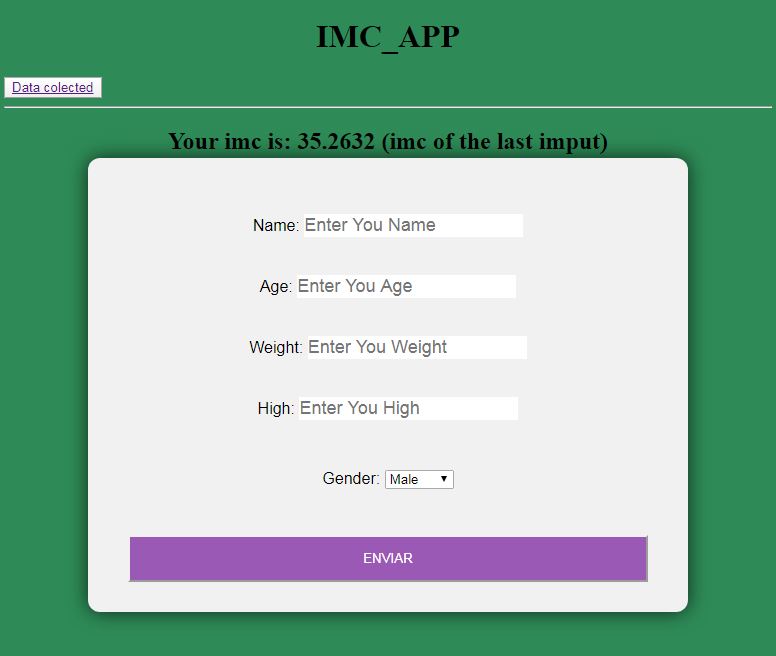 IMC_APP
Data colected
Your imc is: 35.2632 (imc of the last imput)
Name: Enter You Name
Age: Enter You Age
Weight: Enter You Weight
High: Enter You High
Gender: Male
ENVIAR